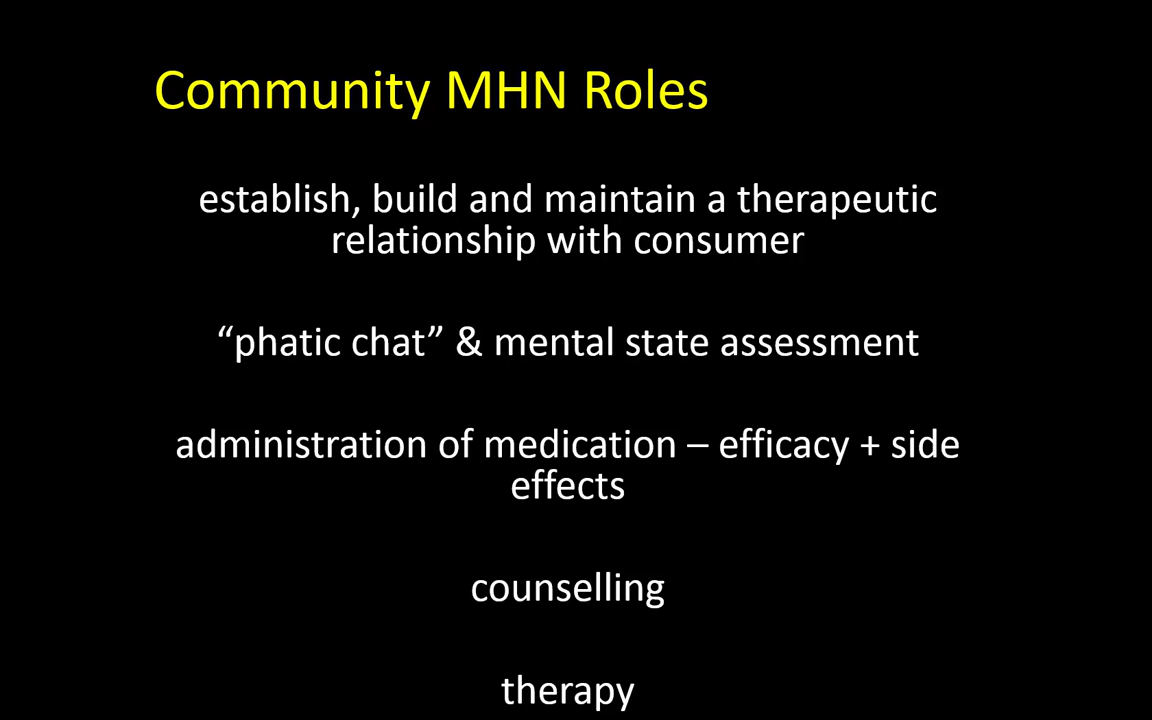 Community MHN Roles
establish, build and maintain a therapeutic
relationship with consumer
“phatic chat” & mental state assessment
administration of medication – efficacy + side
effects
counselling
therapy